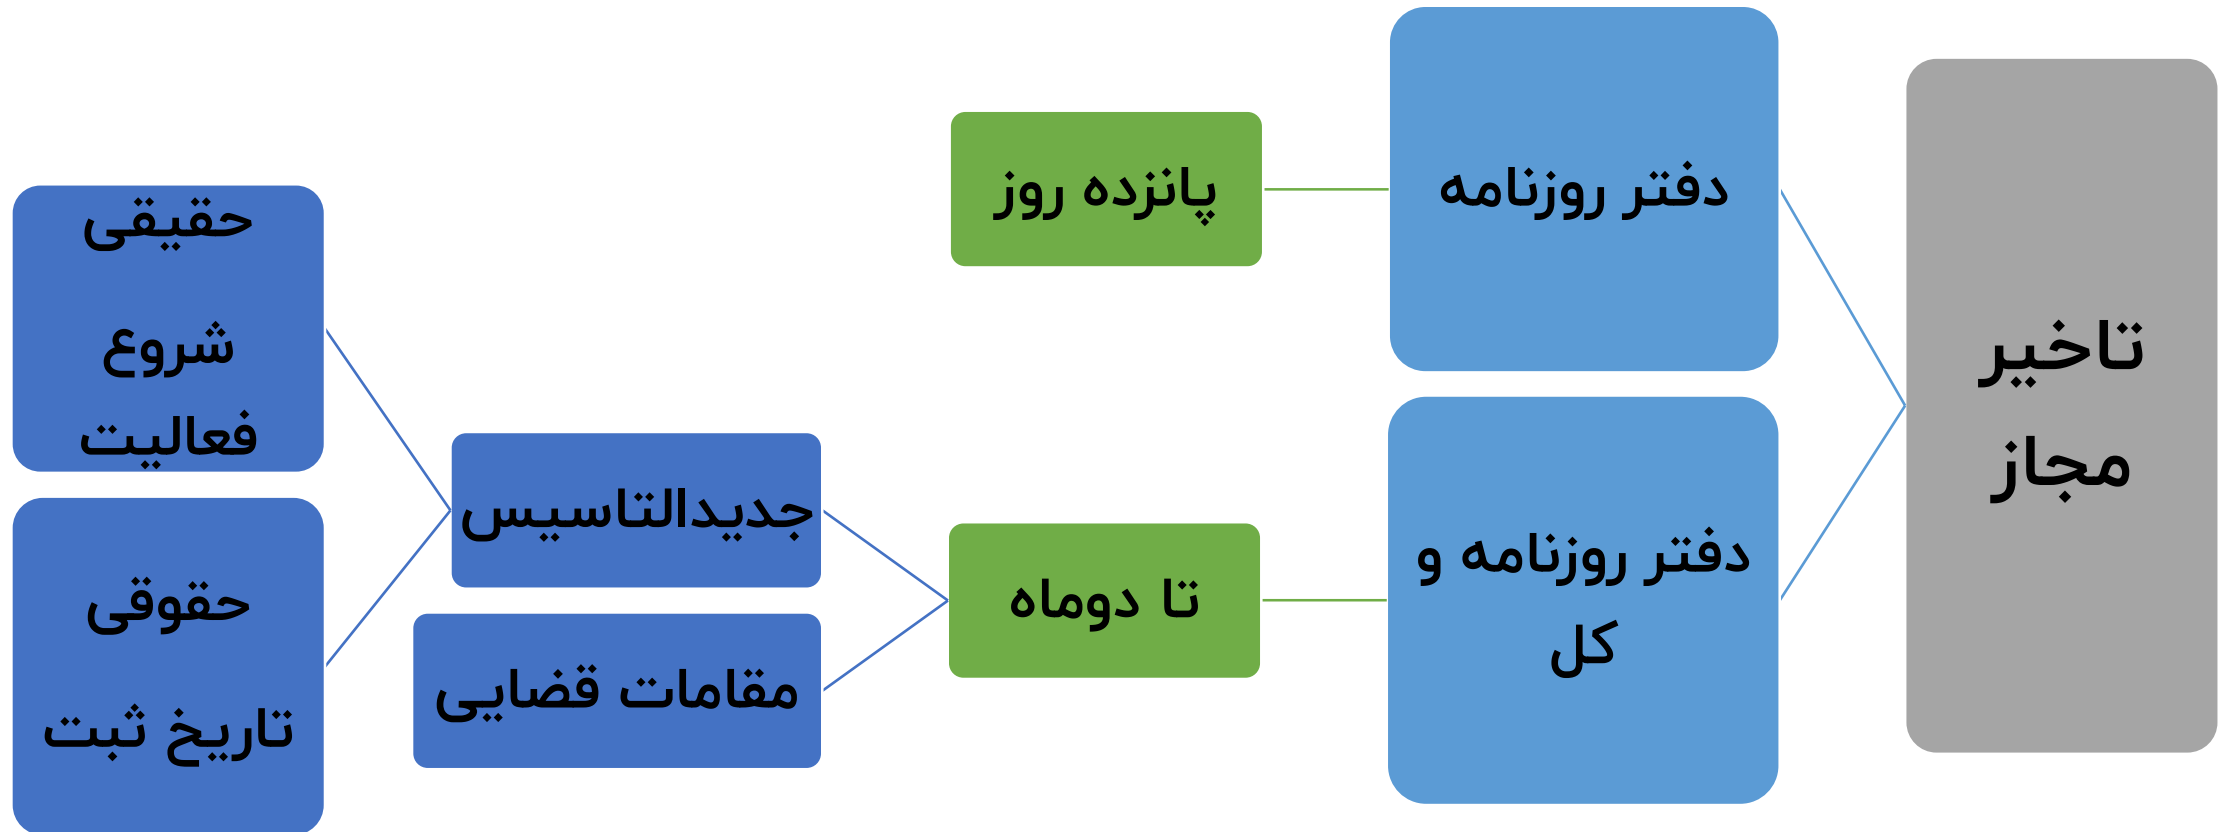 تاخیر
مجاز
دفتر روزنامه
پانزده روز
دفتر روزنامه و
کل
تا دوماه
جدیدالتاسیس
حقیقی
شروع
فعالیت
حقوقی
تاریخ ثبت
مقامات قضایی